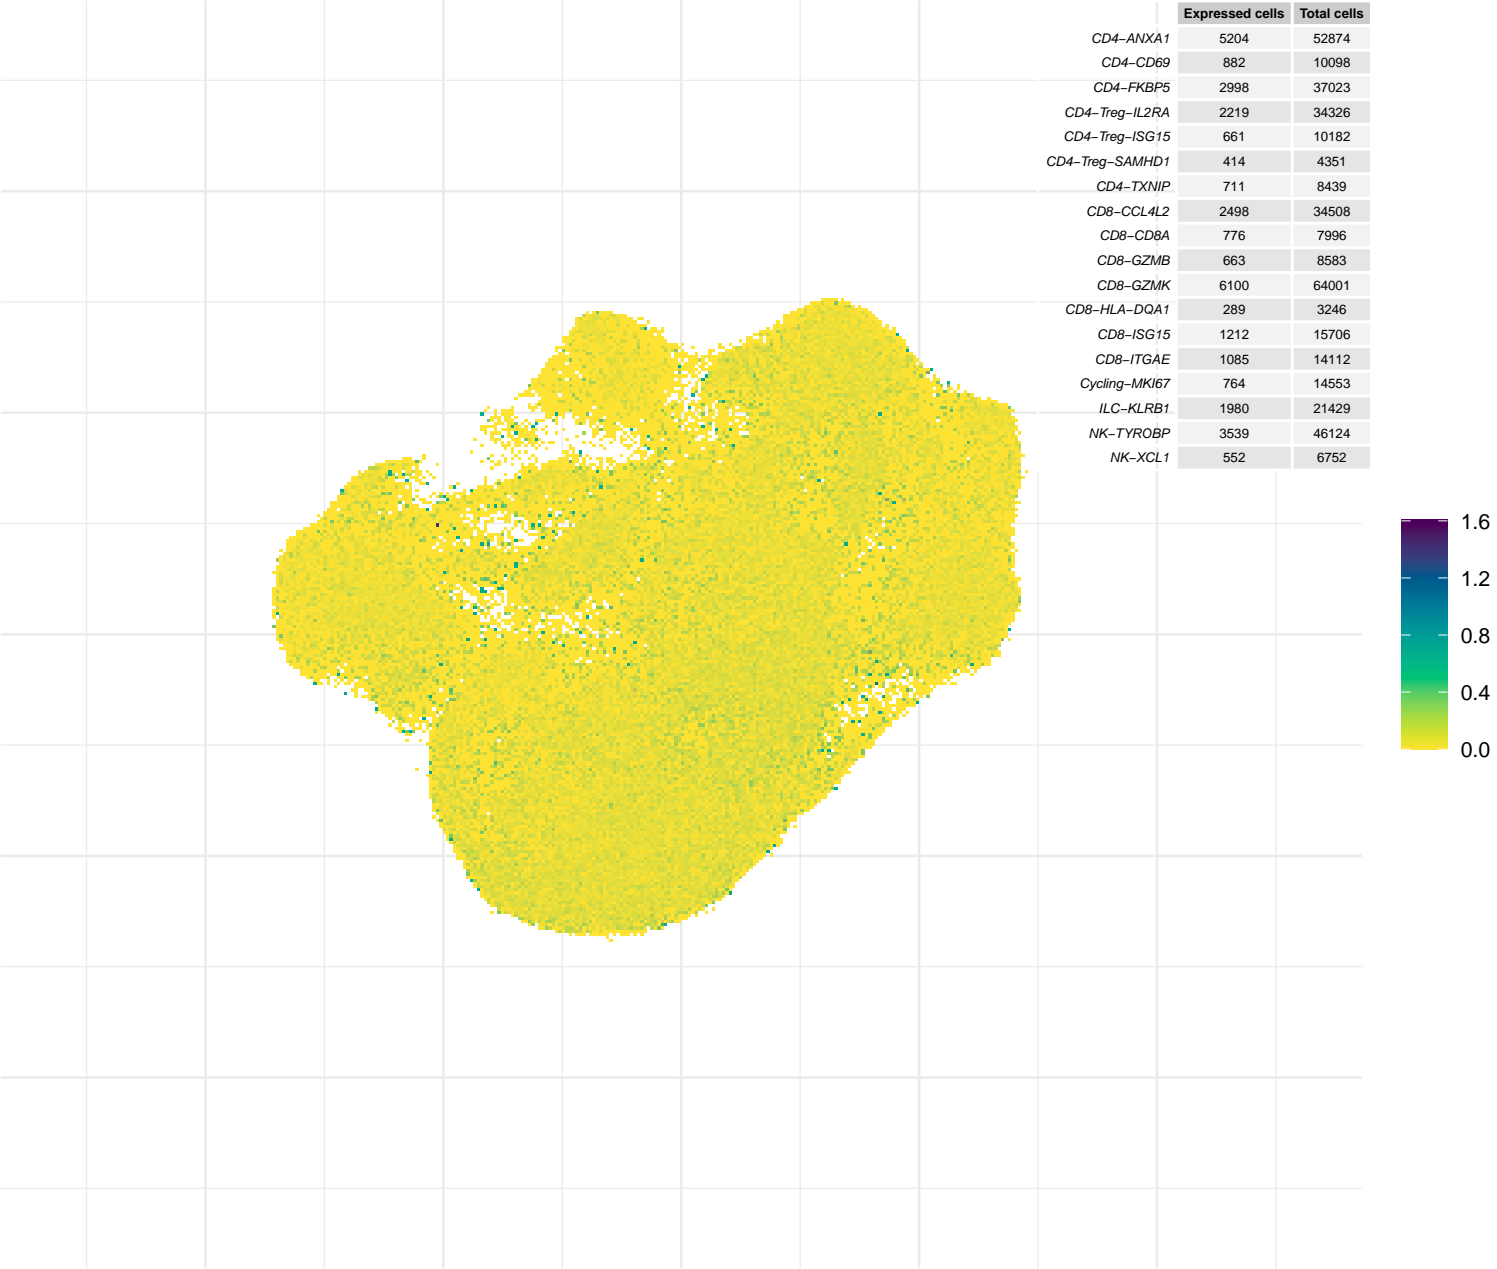 Expressed cells Total cells
CD4−ANXA1 5204 52874
CD4−CD69 882 10098
CD4−FKBP5 2998 37023
CD4−Treg−IL2RA 2219 34326
CD4−Treg−ISG15 661 10182
CD4−Treg−SAMHD1 414 4351
CD4−TXNIP 711 8439
CD8−CCL4L2 2498 34508
CD8−CD8A 776 7996
CD8−GZMB 663 8583
CD8−GZMK 6100 64001
CD8−HLA−DQA1 289 3246
CD8−ISG15 1212 15706
CD8−ITGAE 1085 14112
Cycling−MKI67 764 14553
ILC−KLRB1 1980 21429
NK−TYROBP 3539 46124
NK−XCL1 552 6752
1.6
1.2
0.8
0.4
0.0